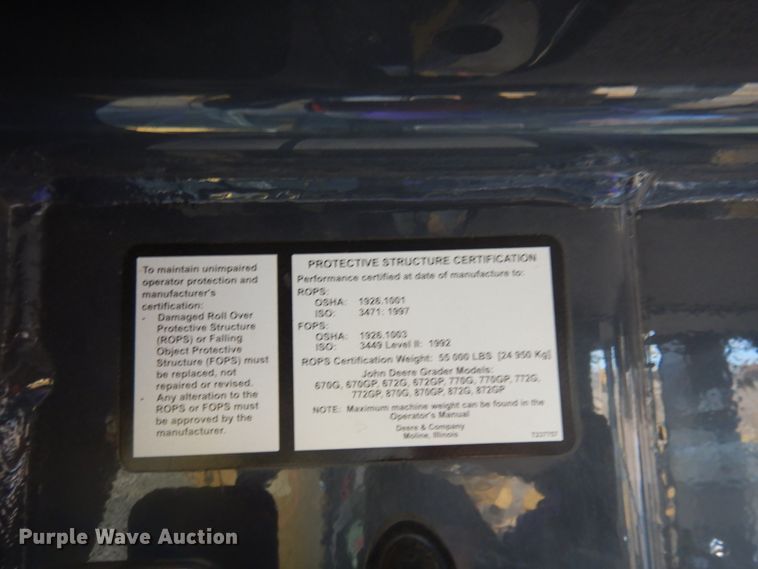 To maintain unimpaired
operator protection and
manufacturer's
certification:
- Damaged Roll Over
Protective Structure
(ROPS) or Falling
Object Protective
Structure (FOPS) must
be replaced, not
repaired or revised.
- Any alteration to the
ROPS or FOPS must
be approved by the
manufacturer.
PROTECTIVE STRUCTURE CERTIFICATION
Performance certified at date of manufacture to:
ROPS:
OSHA: 1926.1001
ISO: 3471: 1997
FOPS:
OSHA: 1926.1003
ISO: 3449 Level II: 1992
ROPS Certification Weight: 55 000 LBS [24 950 Kg]
John Deere Grader Models:
670G, 670GP, 672G, 672GP, 770G, 770GP, 772G,
772GP, 870G, 870GP, 872G, 872GP
NOTE: Maximum machine weight can be found in the
Operator's Manual
Deere & Company
Moline, Illinois
T237757
Purple Wave Auction®